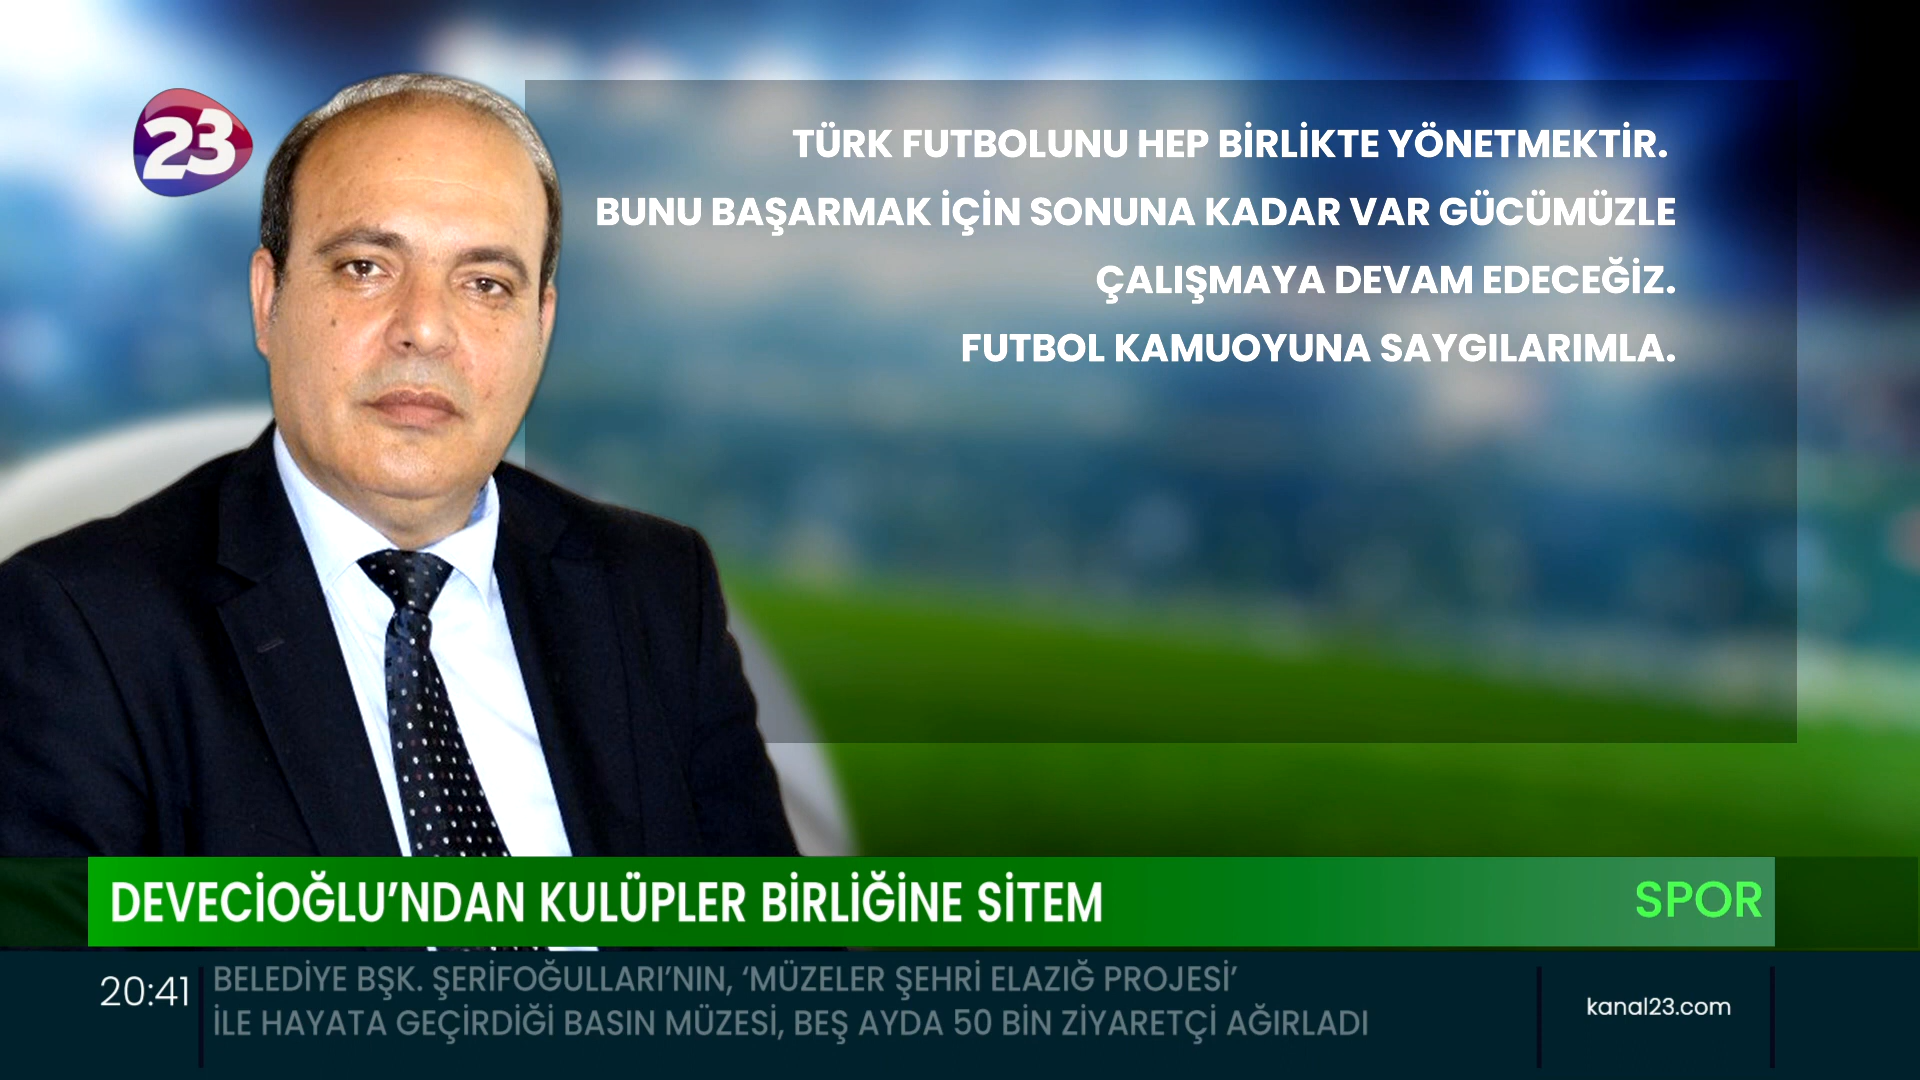 23
TÜRK FUTBOLUNU HEP BİRLİKTE YÖNETMEKTİR.
BUNU BAŞARMAK İÇİN SONUNA KADAR VAR GÜCÜMÜZLE
ÇALIŞMAYA DEVAM EDECEĞİZ.
FUTBOL KAMUOYUNA SAYGILARIMLA.
DEVECİOĞLU’NDAN KULÜPLER BİRLİĞİNE SİTEM
SPOR
20:41
BELEDİYE BŞK. ŞERİFOĞULLARI’NIN, ‘MÜZELER ŞEHRİ ELAZIĞ PROJESİ’
İLE HAYATA GEÇİRDİĞİ BASIN MÜZESİ, BEŞ AYDA 50 BİN ZİYARETÇİ AĞIRLADI
kanal23.com